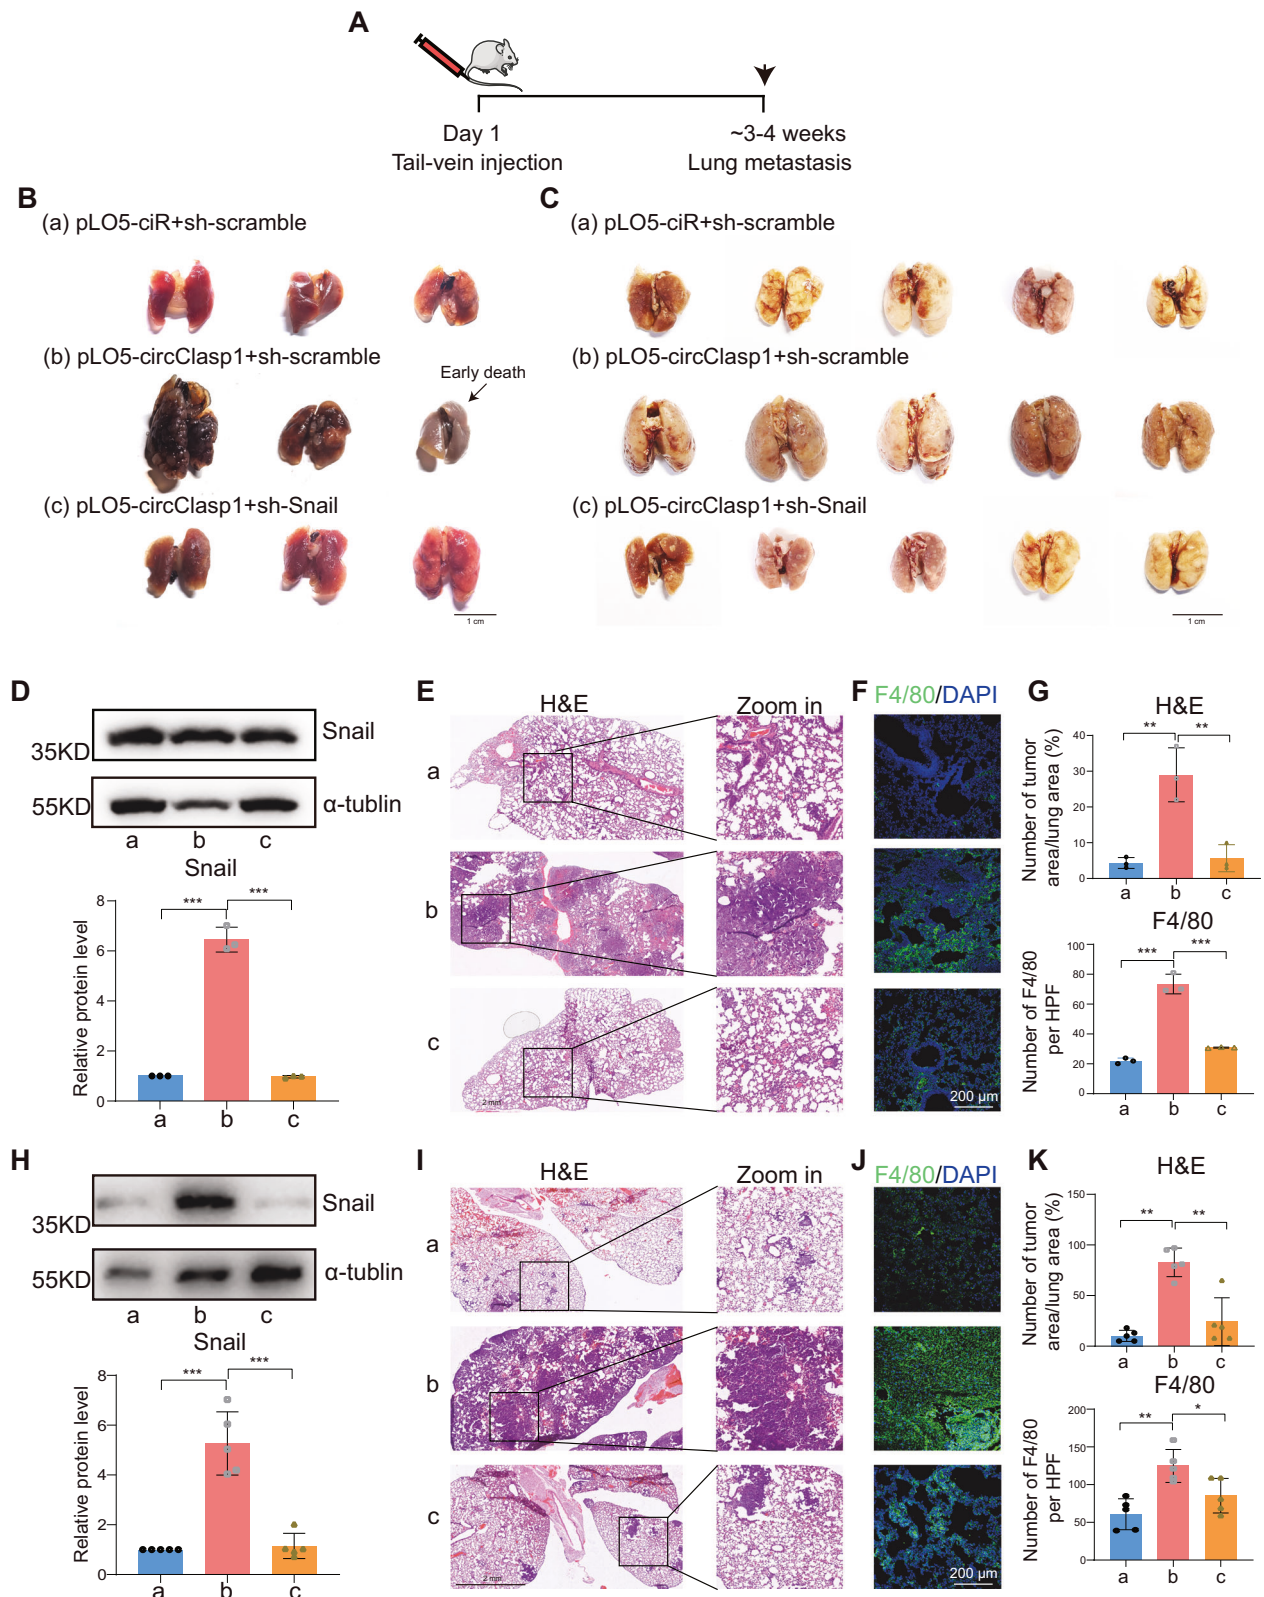 A
Day 1
Tail-vein injection
~3-4 weeks
Lung metastasis
B
(a) pLO5-ciR+sh-scramble
(b) pLO5-circClasp1+sh-scramble
Early death
(c) pLO5-circClasp1+sh-Snail
1 cm
C
(a) pLO5-ciR+sh-scramble
(b) pLO5-circClasp1+sh-scramble
(c) pLO5-circClasp1+sh-Snail
1 cm
D
35KD
Snail
55KD
α-tublin
a b c
Snail
Relative protein level
8
6
4
2
0
*** ***
a b c
E
H&E
Zoom in
a
b
c
2 mm
F
F4/80/DAPI
200 µm
G
H&E
Number of tumor
area/lung area (%)
40
30
20
10
0
** **
a b c
F4/80
Number of F4/80
per HPF
100
80
60
40
20
0
*** ***
a b c
H
35KD
Snail
55KD
α-tublin
a b c
Snail
Relative protein level
8
6
4
2
0
*** ***
a b c
I
H&E
Zoom in
a
b
c
2 mm
J
F4/80/DAPI
200 µm
K
H&E
Number of tumor
area/lung area (%)
150
100
50
0
** **
a b c
F4/80
Number of F4/80
per HPF
200
150
100
50
0
** *
a b c